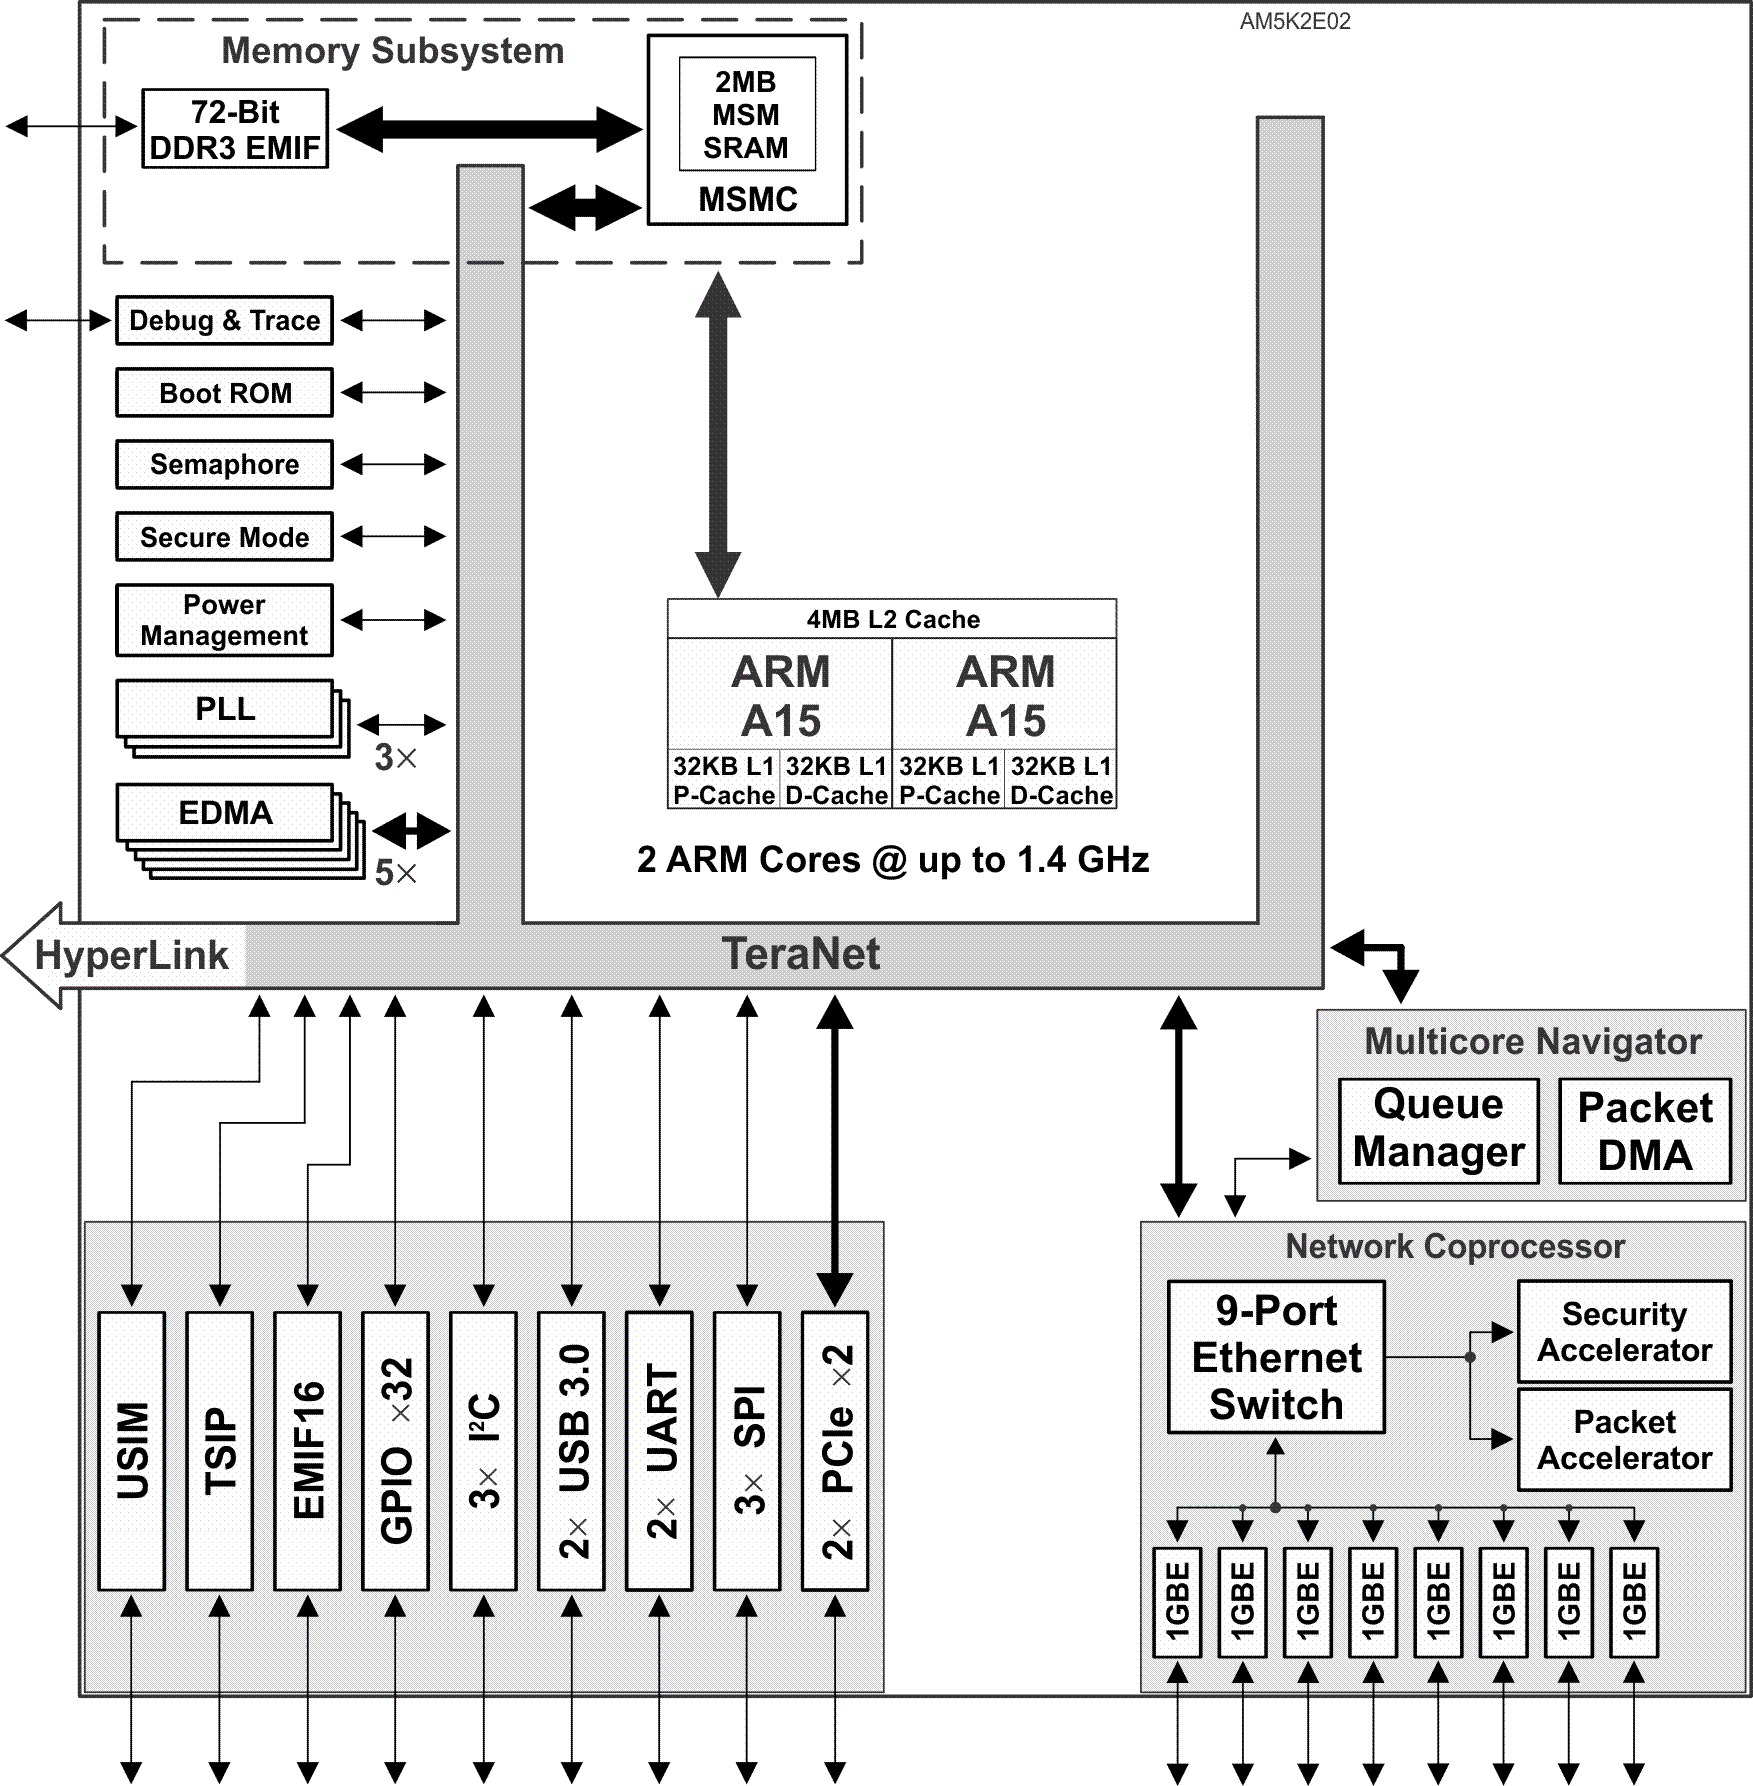 AM5K2E02
Memory Subsystem
72-Bit
DDR3 EMIF
2MB
MSM
SRAM
MSMC
Debug & Trace
Boot ROM
Semaphore
Secure Mode
Power
Management
PLL
3×
EDMA
5×
4MB L2 Cache
ARM
A15
ARM
A15
32KB L1
P-Cache
32KB L1
D-Cache
32KB L1
P-Cache
32KB L1
D-Cache
2 ARM Cores @ up to 1.4 GHz
HyperLink
TeraNet
Multicore Navigator
Queue
Manager
Packet
DMA
USIM
TSIP
EMIF16
GPIO ×32
3× I²C
2× USB 3.0
2× UART
3× SPI
2× PCIe ×2
Network Coprocessor
9-Port
Ethernet
Switch
Security
Accelerator
Packet
Accelerator
1GBE
1GBE
1GBE
1GBE
1GBE
1GBE
1GBE
1GBE